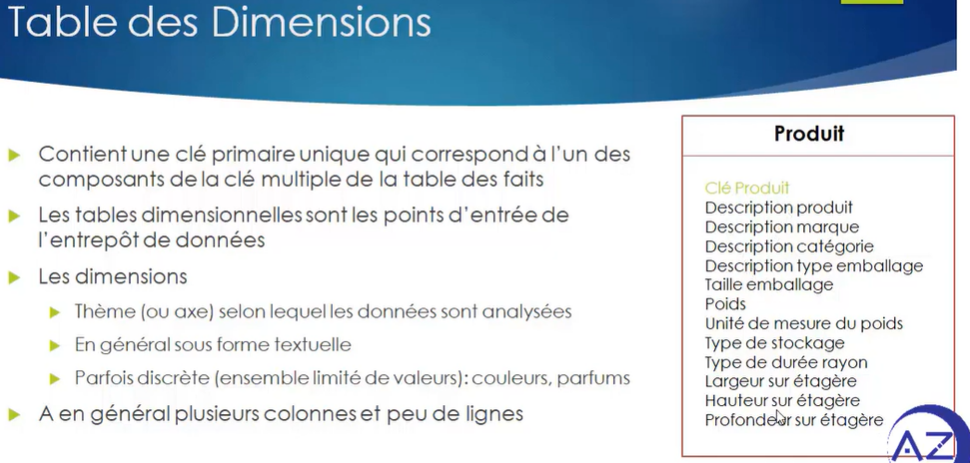 Table des Dimensions
Contient une clé primaire unique qui correspond à l'un des
composants de la clé multiple de la table des faits
Les tables dimensionnelles sont les points d'entrée de
l'entrepôt de données
Les dimensions
Thème (ou axe) selon lequel les données sont analysées
En général sous forme textuelle
Parfois discrète (ensemble limité de valeurs): couleurs, parfums
A en général plusieurs colonnes et peu de lignes
Produit
Clé Produit
Description produit
Description marque
Description catégorie
Description type emballage
Taille emballage
Poids
Unité de mesure du poids
Type de stockage
Type de durée rayon
Largeur sur étagère
Hauteur sur étagère
Profondeur sur étagère
AZ